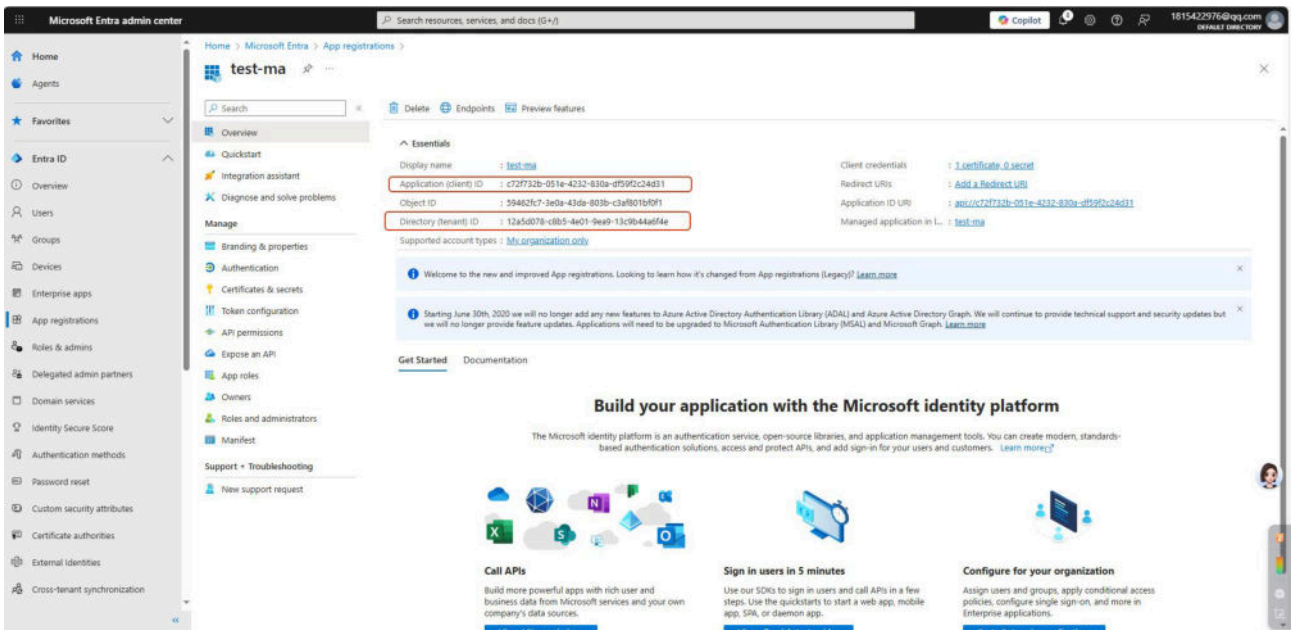 Microsoft Entra admin center
Search resources, services, and docs (G+/)
Copilot
1815422976@qq.com
DEFAULT DIRECTORY
Home
Agents
Favorites
Entra ID
Overview
Users
Groups
Devices
Enterprise apps
App registrations
Roles & admins
Delegated admin partners
Domain services
Identity Secure Score
Authentication methods
Password reset
Custom security attributes
Certificate authorities
External Identities
Cross-tenant synchronization
Home > Microsoft Entra > App registrations >
test-ma
Search
Overview
Quickstart
Integration assistant
Diagnose and solve problems
Manage
Branding & properties
Authentication
Certificates & secrets
Token configuration
API permissions
Expose an API
App roles
Owners
Roles and administrators
Manifest
Support + Troubleshooting
New support request
Delete Endpoints Preview features
Essentials
Display name : test-ma
Application (client) ID : c72f732b-051e-4232-830a-df59f2c24d31
Object ID : 59462fc7-3e0a-43da-803b-c3af801bf0f1
Directory (tenant) ID : 12a5d078-c8b5-4e01-9ea9-13c9b44a6f4e
Supported account types : My organization only
Client credentials : 1 certificate, 0 secret
Redirect URIs : Add a Redirect URI
Application ID URI : api://c72f732b-051e-4232-830a-df59f2c24d31
Managed application in l... : test-ma
Welcome to the new and improved App registrations. Looking to learn how it's changed from App registrations (Legacy)? Learn more
Starting June 30th, 2020 we will no longer add any new features to Azure Active Directory Authentication Library (ADAL) and Azure Active Directory Graph. We will continue to provide technical support and security updates but
we will no longer provide feature updates. Applications will need to be upgraded to Microsoft Authentication Library (MSAL) and Microsoft Graph. Learn more
Get Started Documentation
Build your application with the Microsoft identity platform
The Microsoft identity platform is an authentication service, open-source libraries, and application management tools. You can create modern, standards-
based authentication solutions, access and protect APIs, and add sign-in for your users and customers. Learn more
Call APIs
Build more powerful apps with rich user and
business data from Microsoft services and your own
company's data sources.
Sign in users in 5 minutes
Use our SDKs to sign in users and call APIs in a few
steps. Use the quickstarts to start a web app, mobile
app, SPA, or daemon app.
Configure for your organization
Assign users and groups, apply conditional access
policies, configure single sign-on, and more in
Enterprise applications.